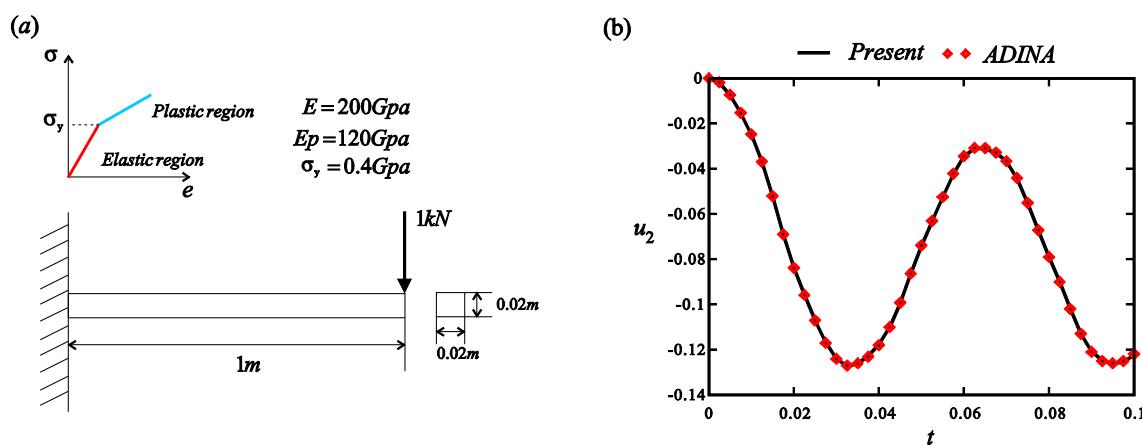 (a)
σ
σy
Plastic region
Elastic region
e
E=200Gpa
Ep=120Gpa
σy=0.4Gpa
1kN
0.02m
0.02m
1m
(b)
Present ADINA
0
-0.02
-0.04
-0.06
-0.08
-0.1
-0.12
-0.14
u2
0 0.02 0.04 0.06 0.08 0.1
t